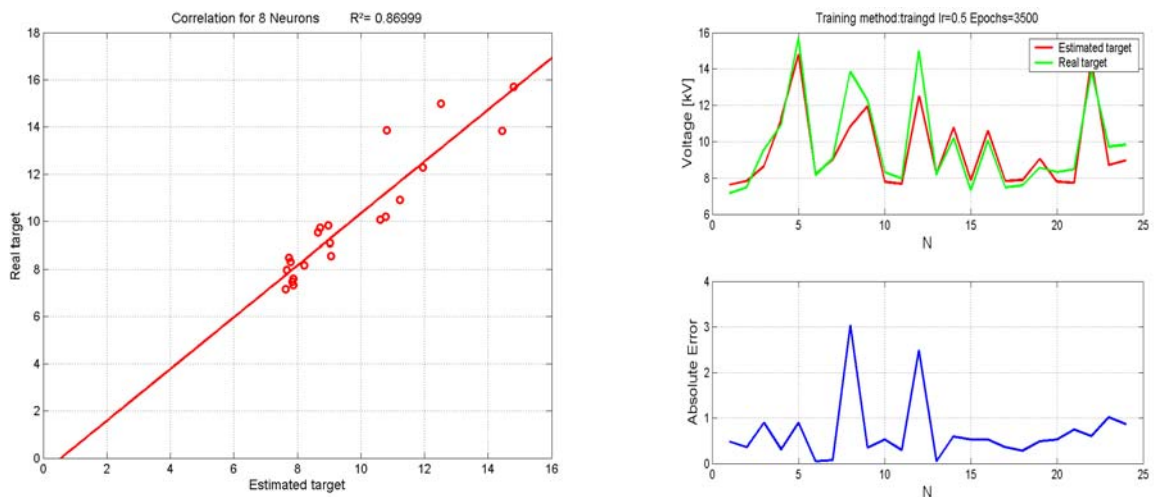 Correlation for 8 Neurons R²= 0.86999
18
16
14
12
10
8
6
4
2
0
Real target
0 2 4 6 8 10 12 14 16
Estimated target
Training method:traingd lr=0.5 Epochs=3500
Estimated target
Real target
16
14
12
10
8
6
Voltage [kV]
0 5 10 15 20 25
N
4
3
2
1
0
Absolute Error
0 5 10 15 20 25
N